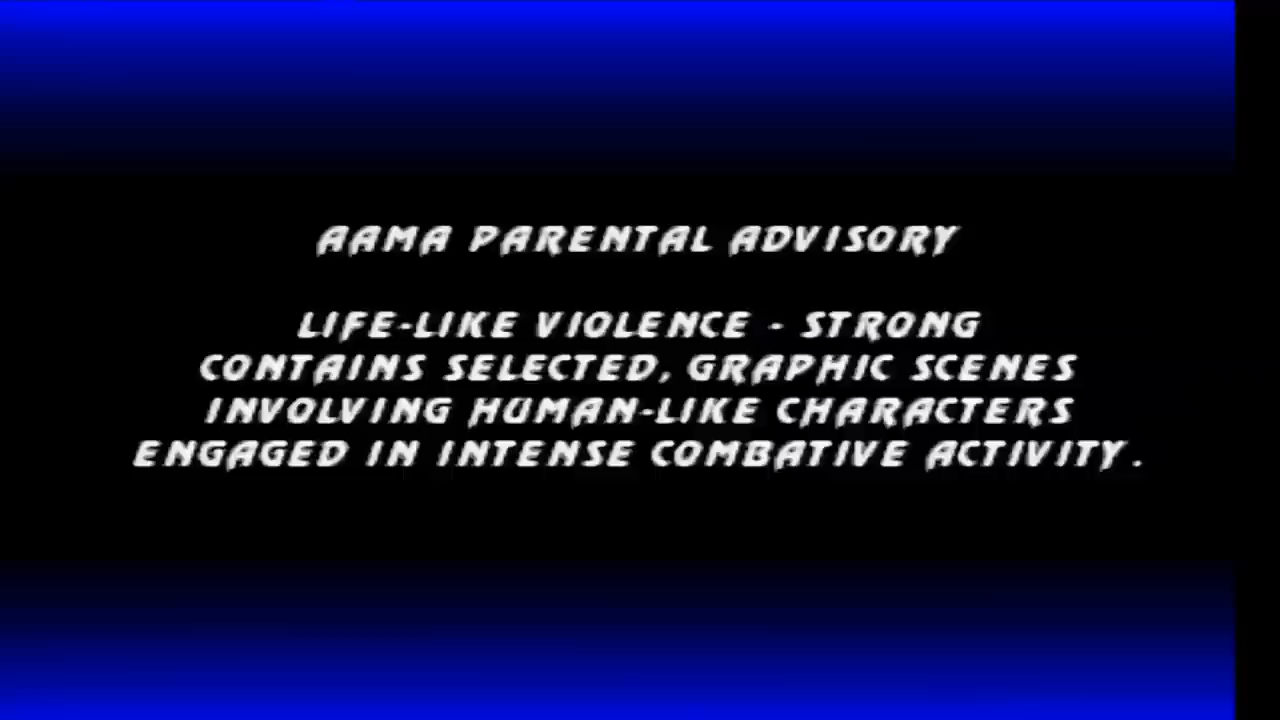 AAMA PARENTAL ADVISORY
LIFE-LIKE VIOLENCE - STRONG
CONTAINS SELECTED, GRAPHIC SCENES
INVOLVING HUMAN-LIKE CHARACTERS
ENGAGED IN INTENSE COMBATIVE ACTIVITY.